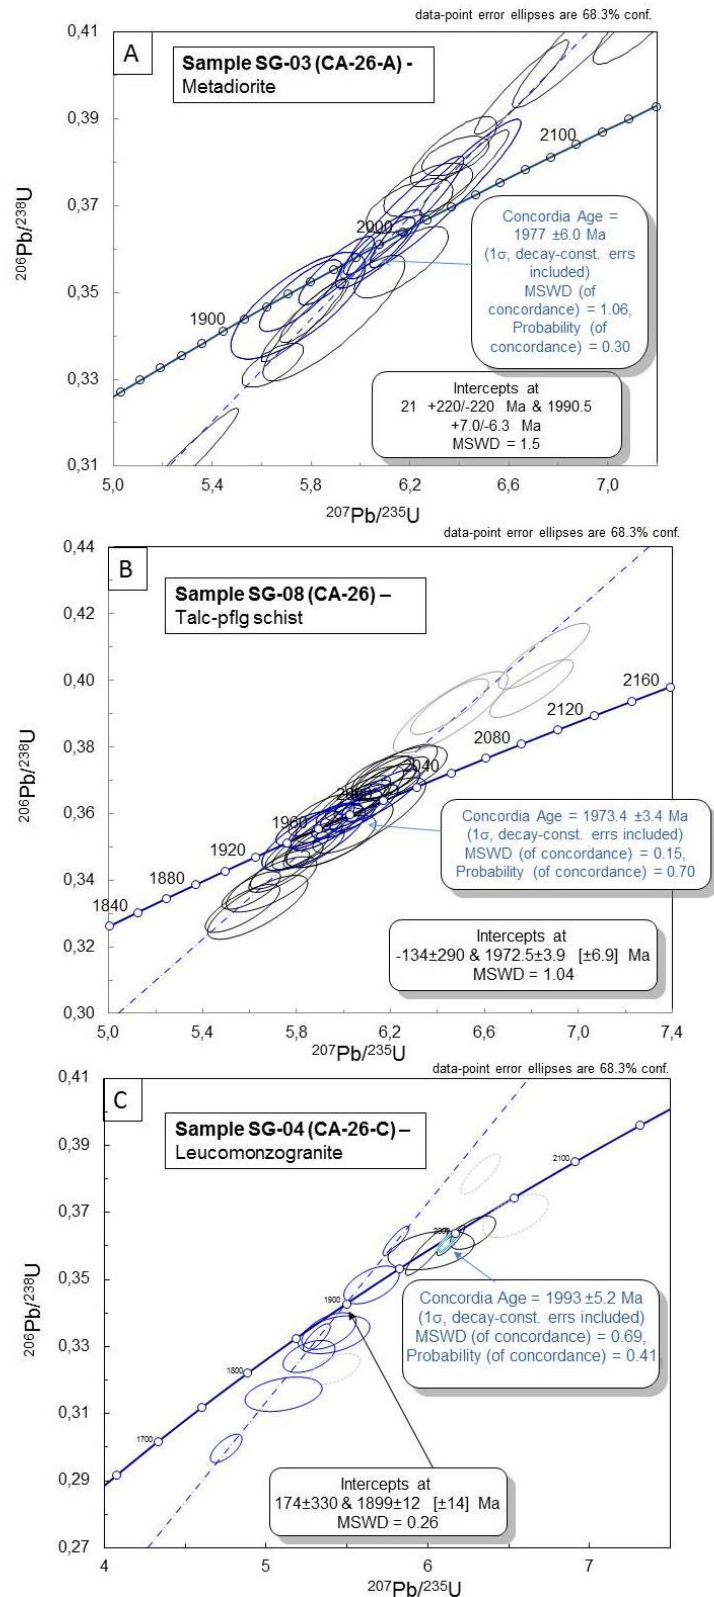 data-point error ellipses are 68.3% conf.
0,41
A
Sample SG-03 (CA-26-A) -
Metadiorite
0,39
2100
0,37
206Pb/238U
2000
Concordia Age =
1977 ±6.0 Ma
(1σ, decay-const. errs
included)
MSWD (of
concordance) = 1.06,
Probability (of
concordance) = 0.30
0,35
1900
0,33
Intercepts at
21 +220/-220 Ma & 1990.5
+7.0/-6.3 Ma
MSWD = 1.5
0,31
5,0 5,4 5,8 6,2 6,6 7,0
207Pb/235U
data-point error ellipses are 68.3% conf.
0,44
B
Sample SG-08 (CA-26) –
Talc-pflg schist
0,42
0,40
2160
2120
2080
0,38
206Pb/238U
2040
0,36
1960
Concordia Age = 1973.4 ±3.4 Ma
(1σ, decay-const. errs included)
MSWD (of concordance) = 0.15,
Probability (of concordance) = 0.70
1920
1880
0,34
1840
0,32
Intercepts at
-134±290 & 1972.5±3.9 [±6.9] Ma
MSWD = 1.04
0,30
5,0 5,4 5,8 6,2 6,6 7,0 7,4
207Pb/235U
data-point error ellipses are 68.3% conf.
0,41
C
Sample SG-04 (CA-26-C) –
Leucomonzogranite
0,39
2100
0,37
206Pb/238U
2000
0,35
1900
Concordia Age = 1993 ±5.2 Ma
(1σ, decay-const. errs included)
MSWD (of concordance) = 0.69,
Probability (of concordance) = 0.41
0,33
1800
0,31
1700
0,29
Intercepts at
174±330 & 1899±12 [±14] Ma
MSWD = 0.26
0,27
4 5 6 7
207Pb/235U